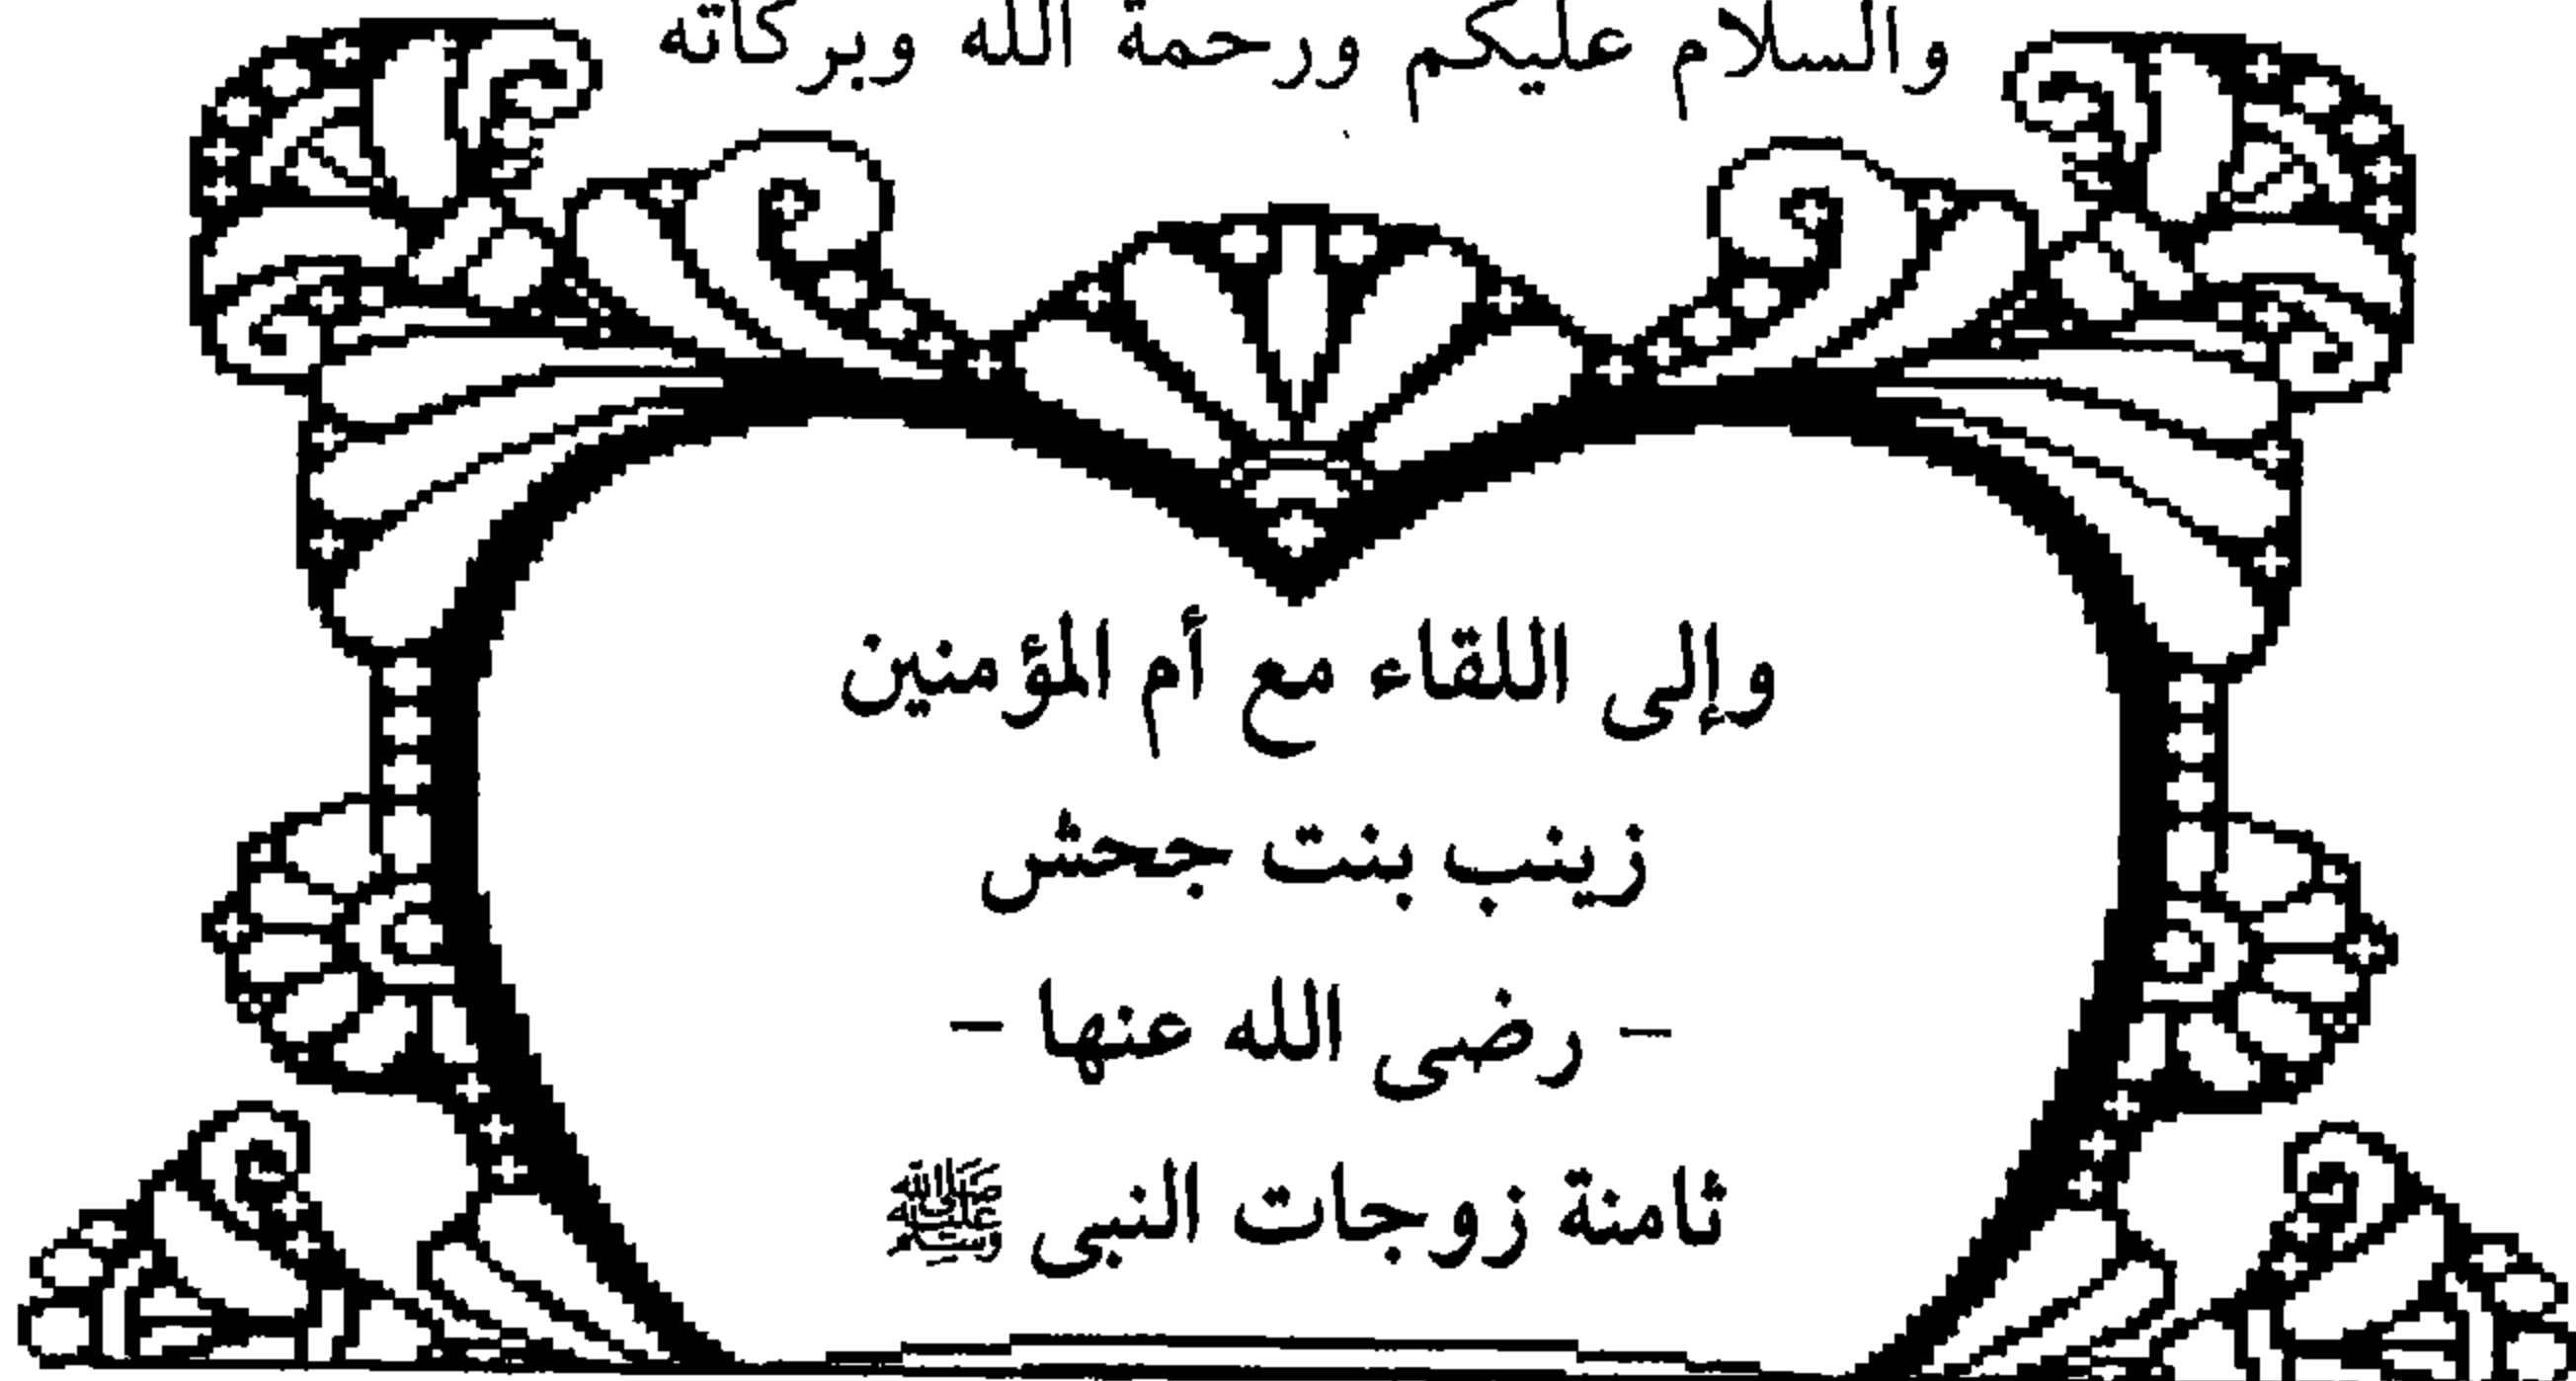 والسلام عليكم ورحمة الله وبركاته
وإلى اللقاء مع أم المؤمنين
زينب بنت جحش
- رضى الله عنها -
ثامنة زوجات النبى ﷺ